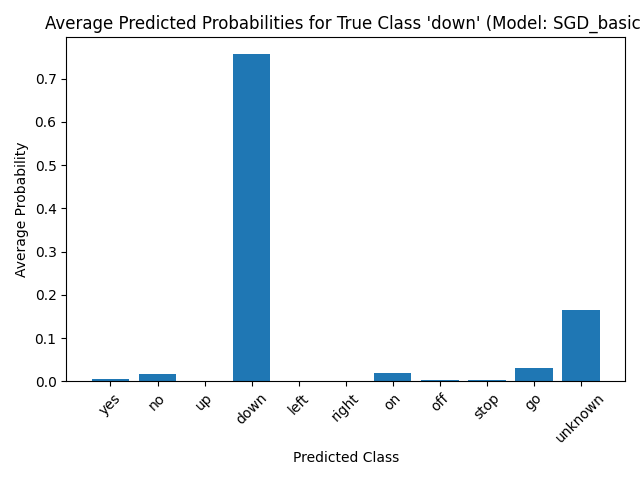 Average Predicted Probabilities for True Class 'down' (Model: SGD_basic
Average Probability
0.7
0.6
0.5
0.4
0.3
0.2
0.1
0.0
yes no up down left right on off stop go unknown
Predicted Class